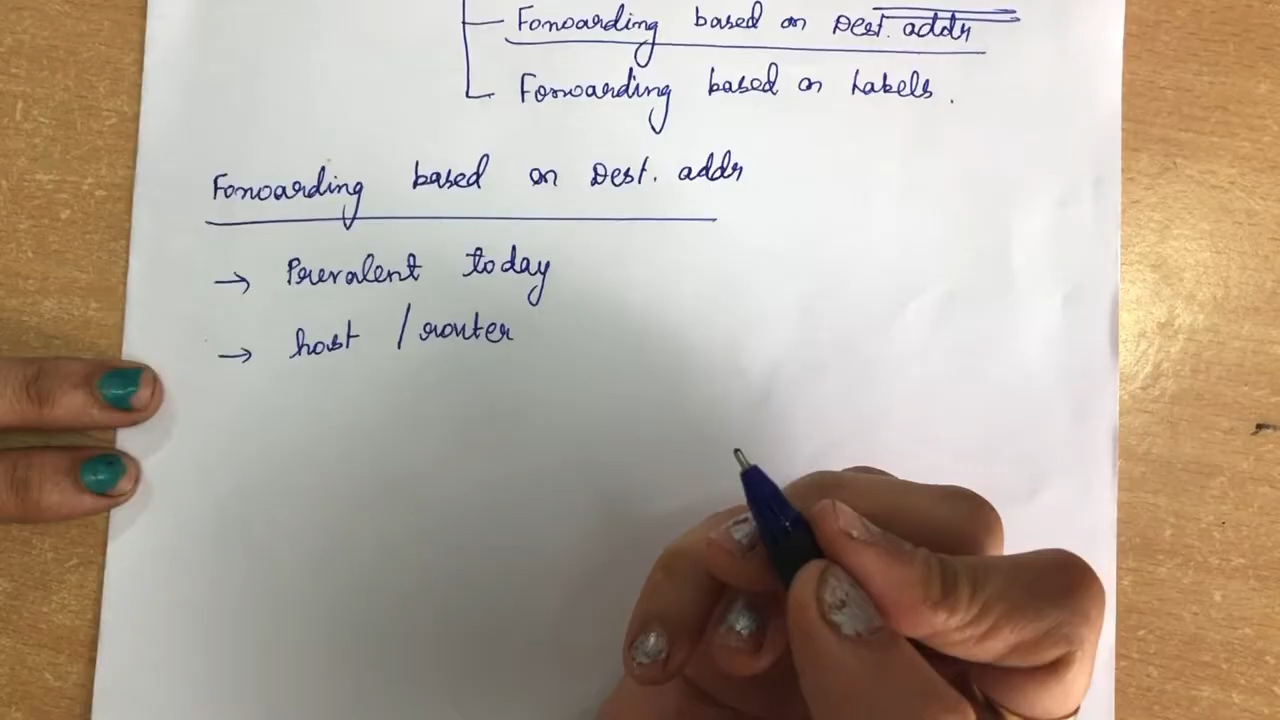 Forwarding based on Dest. addr
Forwarding based on Labels.
Forwarding based on Dest. addr
→ Prevalent today
→ host / router